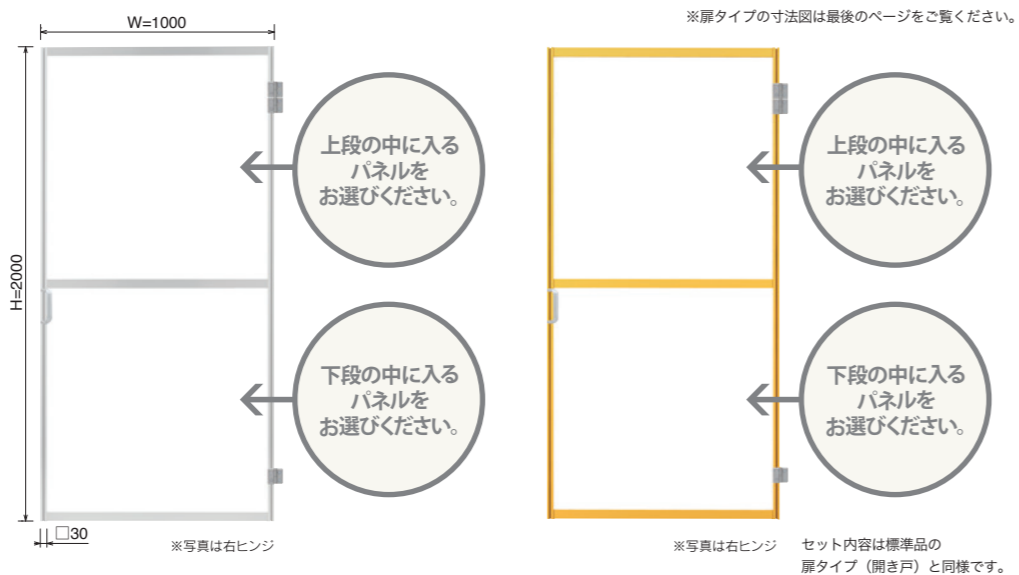 ※扉タイプの寸法図は最後のページをご覧ください。
W=1000
H=2000
上段の中に入る
パネルを
お選びください。
下段の中に入る
パネルを
お選びください。
□30
※写真は右ヒンジ
上段の中に入る
パネルを
お選びください。
下段の中に入る
パネルを
お選びください。
※写真は右ヒンジ
セット内容は標準品の
扉タイプ（開き戸）と同様です。